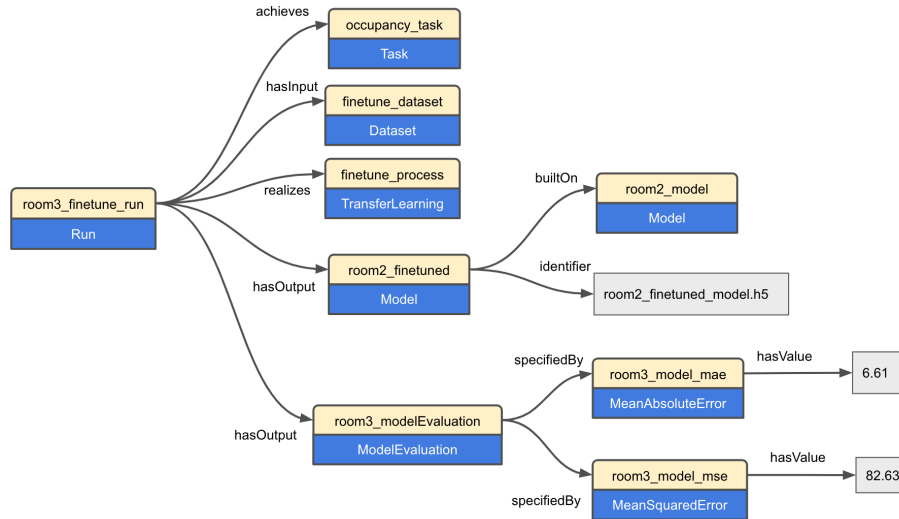 achieves
occupancy_task
Task
hasInput
finetune_dataset
Dataset
realizes
finetune_process
TransferLearning
room3_finetune_run
Run
builtOn
room2_model
Model
hasOutput
room2_finetuned
Model
identifier
room2_finetuned_model.h5
specifiedBy
room3_model_mae
MeanAbsoluteError
hasValue
6.61
hasOutput
room3_modelEvaluation
ModelEvaluation
specifiedBy
room3_model_mse
MeanSquaredError
hasValue
82.63